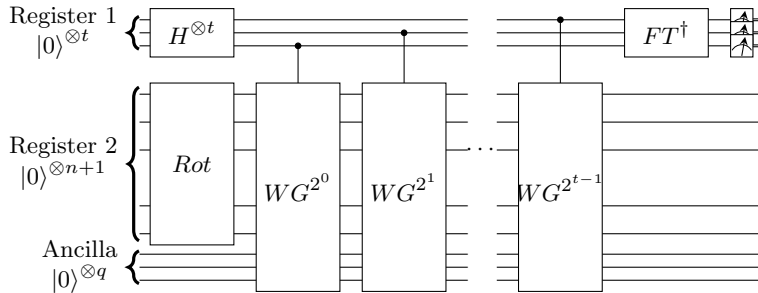 Register 1
|0⟩^{⊗t}
H^{⊗t}
FT^†
Register 2
|0⟩^{⊗n+1}
Rot
WG^{2^0}
WG^{2^1}
...
WG^{2^{t−1}}
Ancilla
|0⟩^{⊗q}